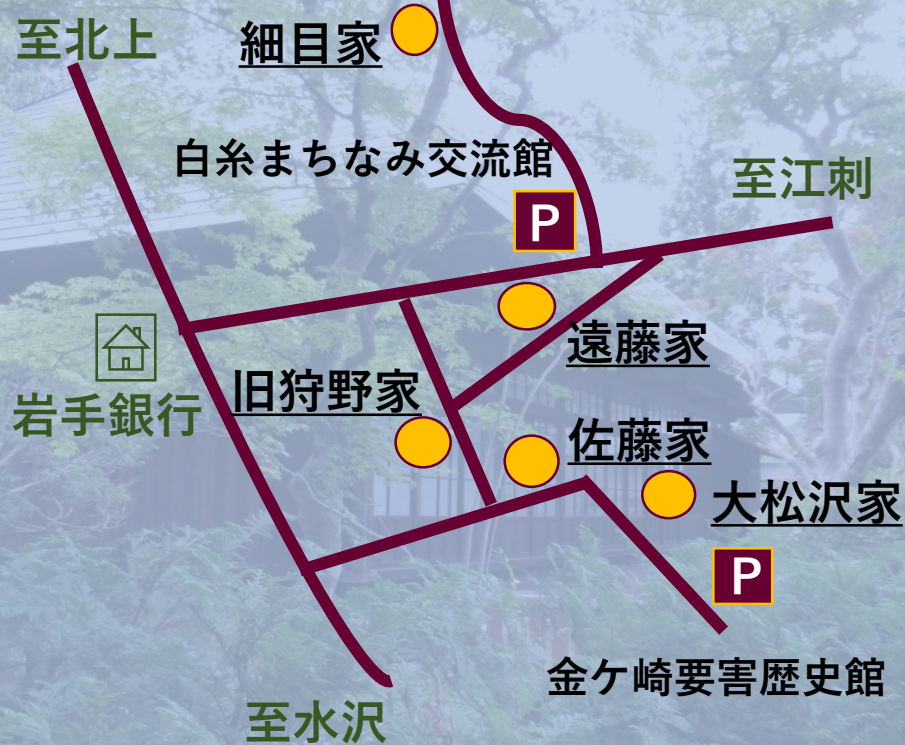 至北上
細目家
白糸まちなみ交流館
至江刺
P
遠藤家
旧狩野家
岩手銀行
佐藤家
大松沢家
P
金ケ崎要害歴史館
至水沢